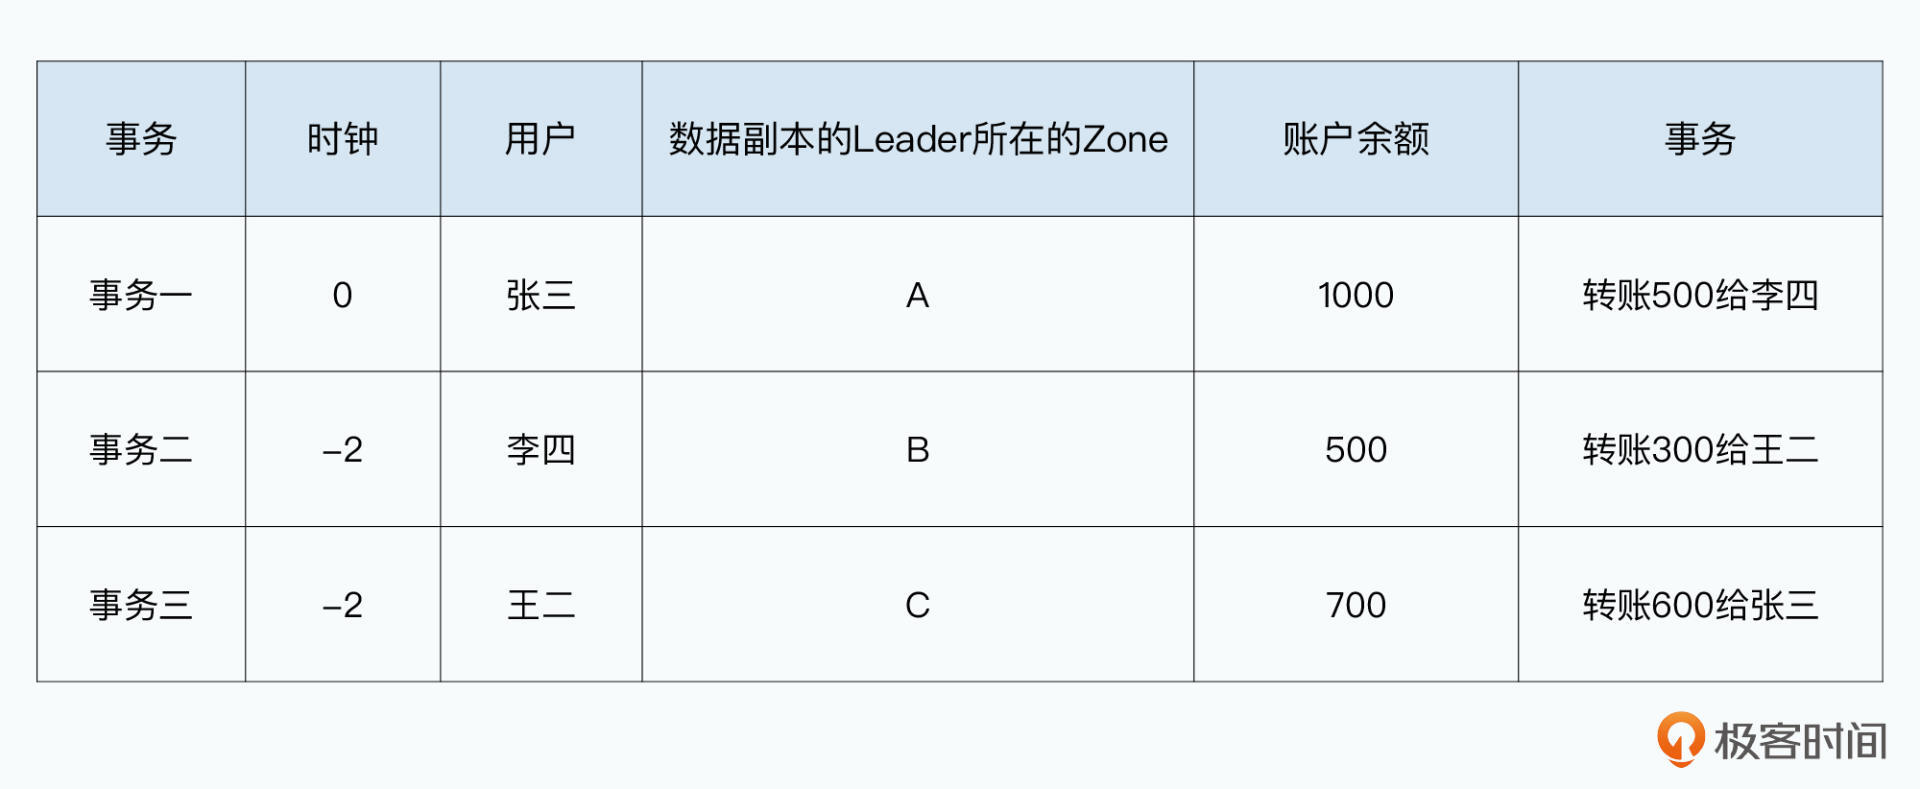 事务 时钟 用户 数据副本的Leader所在的Zone 账户余额 事务
事务一 0 张三 A 1000 转账500给李四
事务二 -2 李四 B 500 转账300给王二
事务三 -2 王二 C 700 转账600给张三
极客时间